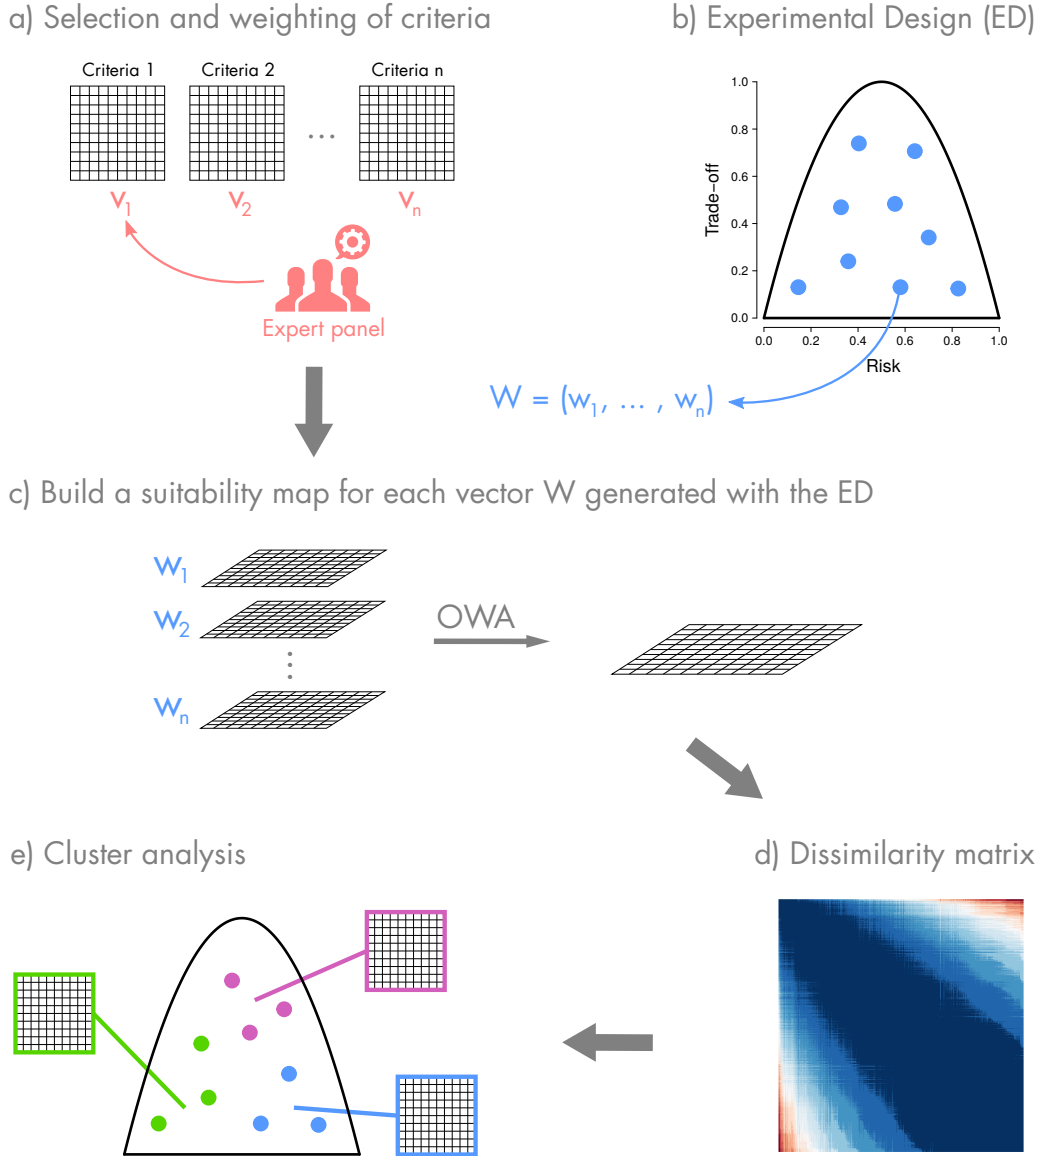 a) Selection and weighting of criteria
Criteria 1
Criteria 2
Criteria n
...
v1
v2
vn
Expert panel
b) Experimental Design (ED)
1.0
0.8
0.6
0.4
0.2
0.0
Trade-off
0.0 0.2 0.4 0.6 0.8 1.0
Risk
W = (w1, ... , wn)
c) Build a suitability map for each vector W generated with the ED
w1
w2
⋮
wn
OWA
d) Dissimilarity matrix
e) Cluster analysis